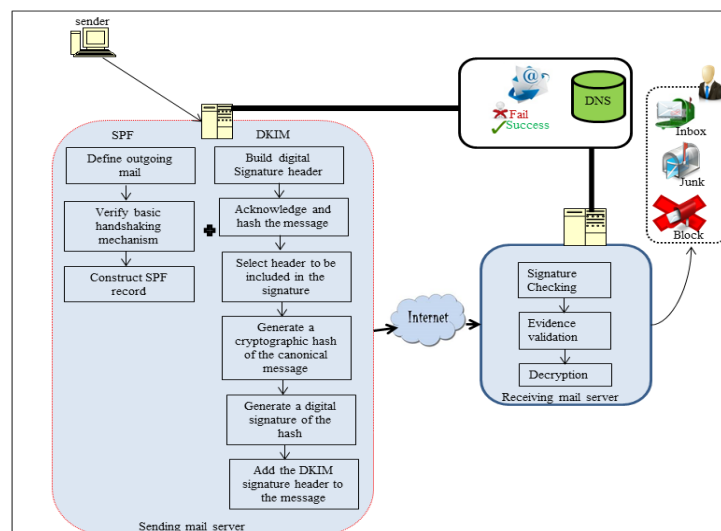 sender
SPF
DKIM
Define outgoing
mail
Verify basic
handshaking
mechanism
Construct SPF
record
Build digital
Signature header
Acknowledge and
hash the message
Select header to be
included in the
signature
Generate a
cryptographic hash
of the canonical
message
Generate a digital
signature of the
hash
Add the DKIM
signature header to
the message
Sending mail server
Internet
@
Fail
Success
DNS
Signature
Checking
Evidence
validation
Decryption
Receiving mail server
Inbox
Junk
Block